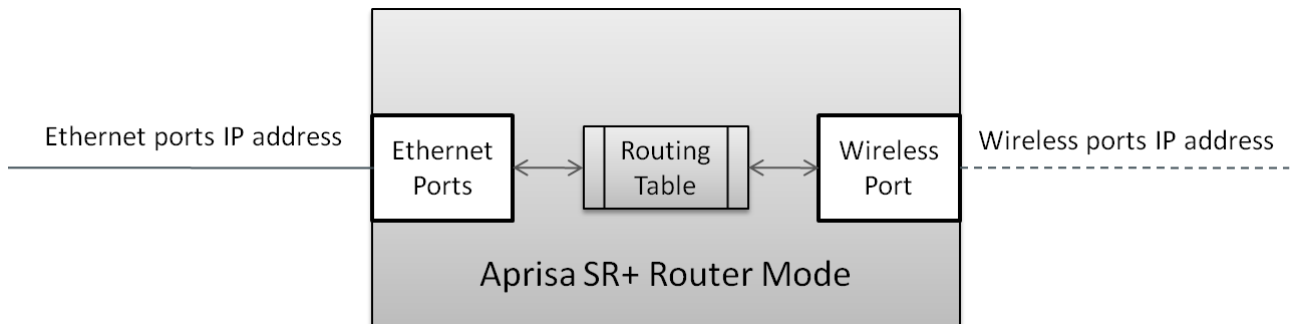 Ethernet ports IP address
Ethernet
Ports
Routing
Table
Wireless
Port
Wireless ports IP address
Aprisa SR+ Router Mode